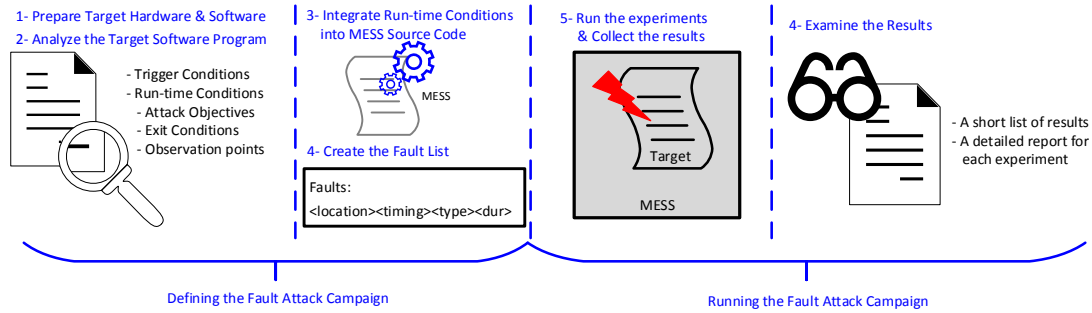 1- Prepare Target Hardware & Software
2- Analyze the Target Software Program
- Trigger Conditions
- Run-time Conditions
- Attack Objectives
- Exit Conditions
- Observation points
3- Integrate Run-time Conditions
into MESS Source Code
MESS
4- Create the Fault List
Faults:
<location><timing><type><dur>
5- Run the experiments
& Collect the results
Target
MESS
4- Examine the Results
- A short list of results
- A detailed report for
each experiment
Defining the Fault Attack Campaign
Running the Fault Attack Campaign